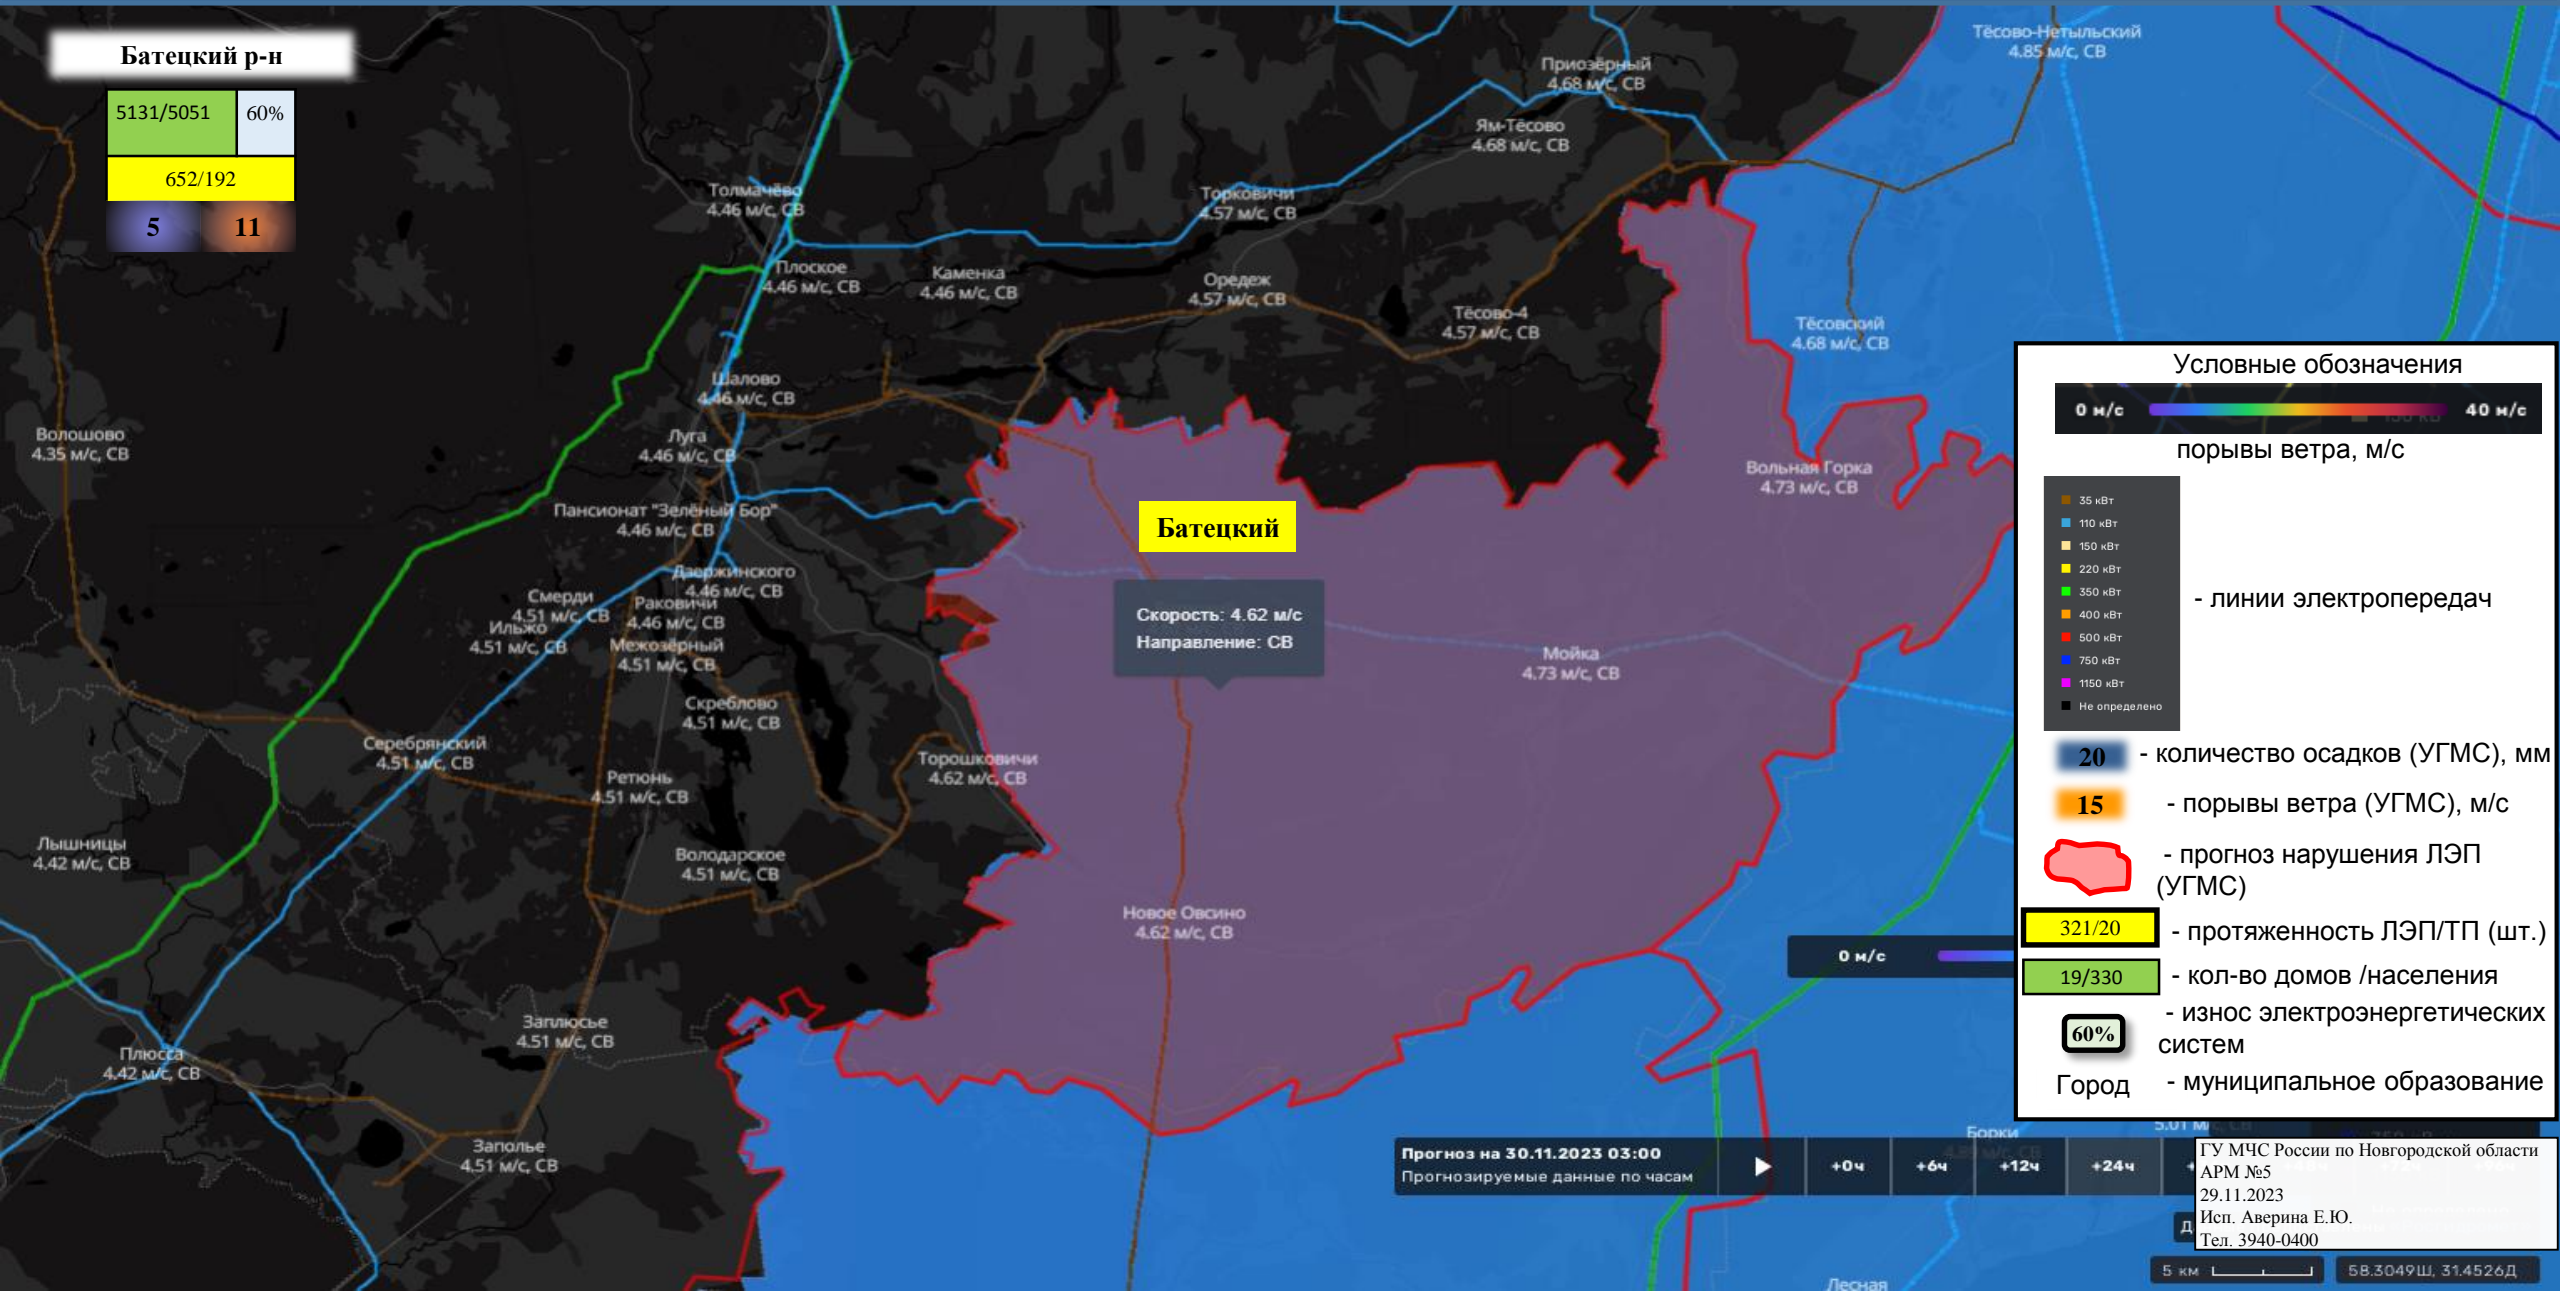 Батецкий р-н
5131/5051
60%
652/192
5
11
Тёсово-Нетыльский
4.85 м/с, СВ
Приозёрный
4.68 м/с, СВ
Ям-Тёсово
4.68 м/с, СВ
Толмачёво
4.46 м/с, СВ
Торковичи
4.57 м/с, СВ
Плоское
4.46 м/с, СВ
Каменка
4.46 м/с, СВ
Оредеж
4.57 м/с, СВ
Тёсово-4
4.57 м/с, СВ
Тёсовский
4.68 м/с, СВ
Шалово
4.46 м/с, СВ
Волошово
4.35 м/с, СВ
Луга
4.46 м/с, СВ
Вольная Горка
4.73 м/с, СВ
Пансионат "Зелёный Бор"
4.46 м/с, СВ
Батецкий
Дзержинского
4.46 м/с, СВ
Смерди
4.51 м/с, СВ
Раковичи
4.46 м/с, СВ
Ильжо
4.51 м/с, СВ
Межозёрный
4.51 м/с, СВ
Скорость: 4.62 м/с
Направление: СВ
Мойка
4.73 м/с, СВ
Скреблово
4.51 м/с, СВ
Серебрянский
4.51 м/с, СВ
Торошковичи
4.62 м/с, СВ
Ретюнь
4.51 м/с, СВ
Лышницы
4.42 м/с, СВ
Володарское
4.51 м/с, СВ
Новое Овсино
4.62 м/с, СВ
0 м/с
Заплюсье
4.51 м/с, СВ
Плюсса
4.42 м/с, СВ
Заполье
4.51 м/с, СВ
Борки
5.01 м/с, СВ
Лесная
Условные обозначения
0 м/с
40 м/с
порывы ветра, м/с
35 кВт
110 кВт
150 кВт
220 кВт
350 кВт
400 кВт
500 кВт
750 кВт
1150 кВт
Не определено
- линии электропередач
20 - количество осадков (УГМС), мм
15 - порывы ветра (УГМС), м/с
- прогноз нарушения ЛЭП
(УГМС)
321/20 - протяженность ЛЭП/ТП (шт.)
19/330 - кол-во домов /населения
60% - износ электроэнергетических
систем
Город - муниципальное образование
Прогноз на 30.11.2023 03:00
Прогнозируемые данные по часам
+0ч
+6ч
+12ч
+24ч
ГУ МЧС России по Новгородской области
АРМ №5
29.11.2023
Исп. Аверина Е.Ю.
Тел. 3940-0400
5 км
58.3049Ш, 31.4526Д